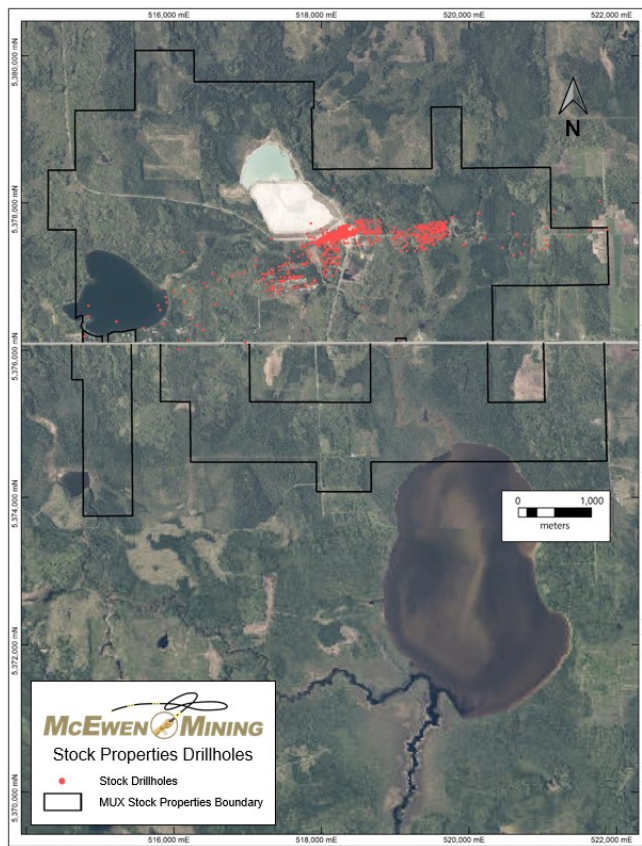 516,000 mE
518,000 mE
520,000 mE
522,000 mE
5,380,000 mN
N
5,378,000 mN
5,376,000 mN
5,374,000 mN
0 1,000
meters
5,372,000 mN
5,370,000 mN
MCEWEN MINING
Stock Properties Drillholes
Stock Drillholes
MUX Stock Properties Boundary
516,000 mE
518,000 mE
520,000 mE
522,000 mE